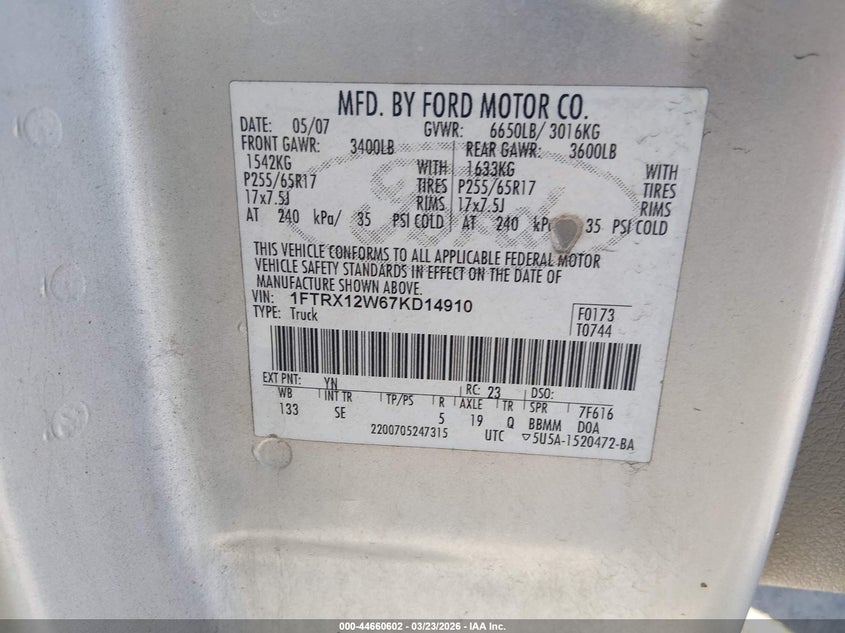 MFD. BY FORD MOTOR CO.
DATE: 05/07 GVWR: 6650LB/ 3016KG
FRONT GAWR: 3400LB REAR GAWR: 3600LB
1542KG WITH 1633KG WITH
P255/65R17 TIRES P255/65R17 TIRES
17x7.5J RIMS 17x7.5J RIMS
AT 240 kPa/ 35 PSI COLD AT 240 35 PSI COLD
THIS VEHICLE CONFORMS TO ALL APPLICABLE FEDERAL MOTOR
VEHICLE SAFETY STANDARDS IN EFFECT ON THE DATE OF
MANUFACTURE SHOWN ABOVE.
VIN: 1FTRX12W67KD14910 F0173
TYPE: Truck T0744
EXT PNT: YN RC: 23 DSO:
WB INT TR TP/PS R AXLE TR SPR 7F616
133 SE 5 19 Q BBMM DOA
2200705247315 UTC ▽5U5A-1520472-BA
Ford
000-44660602 - 03/23/2026 - IAA Inc.